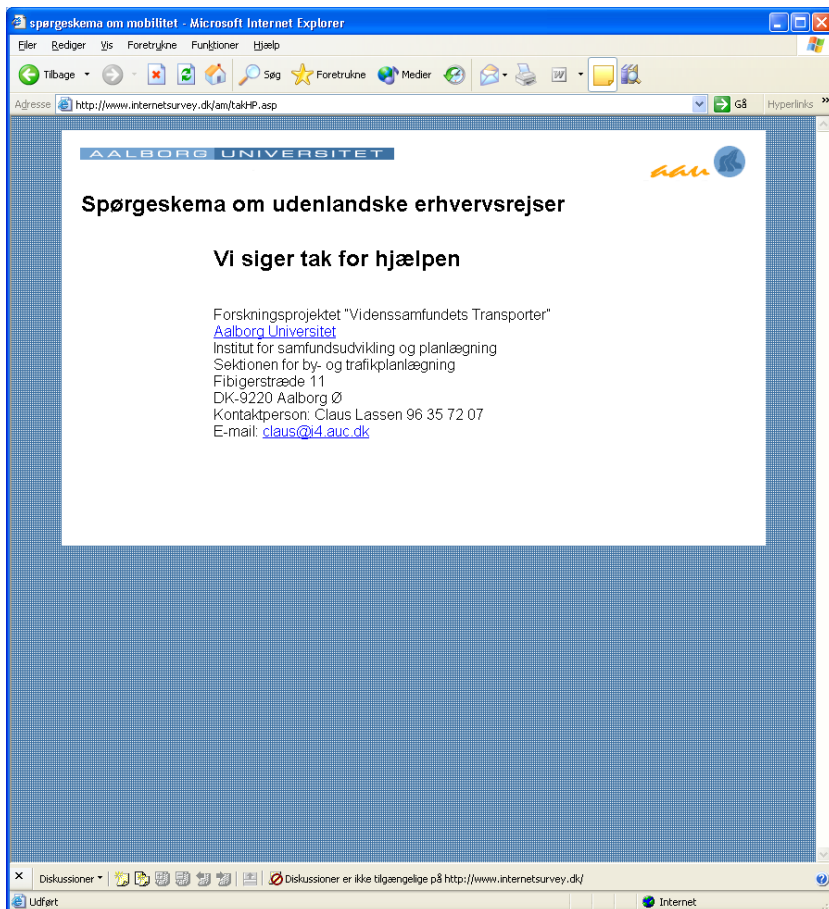 spørgeskema om mobilitet - Microsoft Internet Explorer
Filer Rediger Vis Foretrukne Funktioner Hjælp
Tilbage Søg Foretrukne Medier
Adresse http://www.internetsurvey.dk/am/takHP.asp Gå Hyperlinks »
AALBORG UNIVERSITET
aau
Spørgeskema om udenlandske erhvervsrejser
Vi siger tak for hjælpen
Forskningsprojektet "Videnssamfundets Transporter"
Aalborg Universitet
Institut for samfundsudvikling og planlægning
Sektionen for by- og trafikplanlægning
Fibigerstræde 11
DK-9220 Aalborg Ø
Kontaktperson: Claus Lassen 96 35 72 07
E-mail: claus@i4.auc.dk
Diskussioner Diskussioner er ikke tilgængelige på http://www.internetsurvey.dk/
Udført Internet